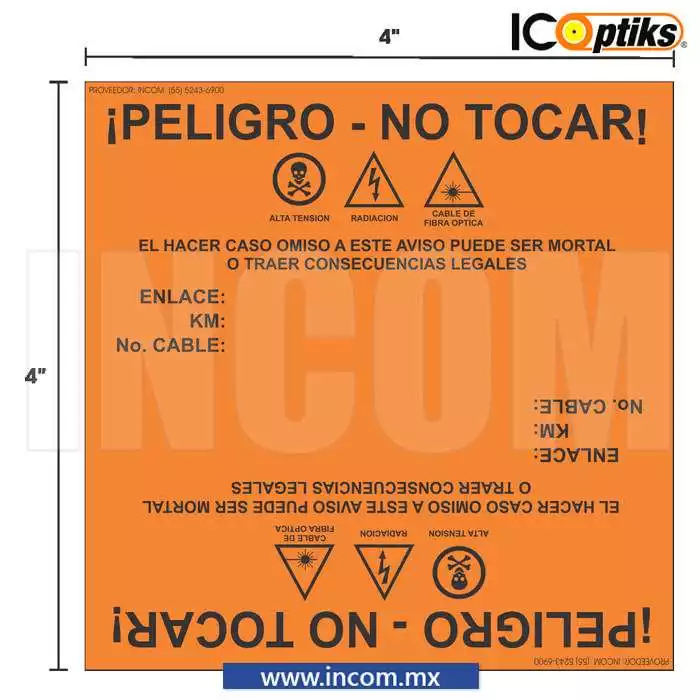 4"
ICOptiks®
PROVEEDOR: INCOM (55) 5243-6900
¡PELIGRO - NO TOCAR!
ALTA TENSION
RADIACION
CABLE DE
FIBRA OPTICA
EL HACER CASO OMISO A ESTE AVISO PUEDE SER MORTAL
O TRAER CONSECUENCIAS LEGALES
ENLACE:
KM:
No. CABLE:
4"
INCOM
No. CABLE:
KM:
ENLACE:
O TRAER CONSECUENCIAS LEGALES
EL HACER CASO OMISO A ESTE AVISO PUEDE SER MORTAL
CABLE DE
FIBRA OPTICA
RADIACION
ALTA TENSION
¡PELIGRO - NO TOCAR!
PROVEEDOR: INCOM (55) 5243-6900
www.incom.mx